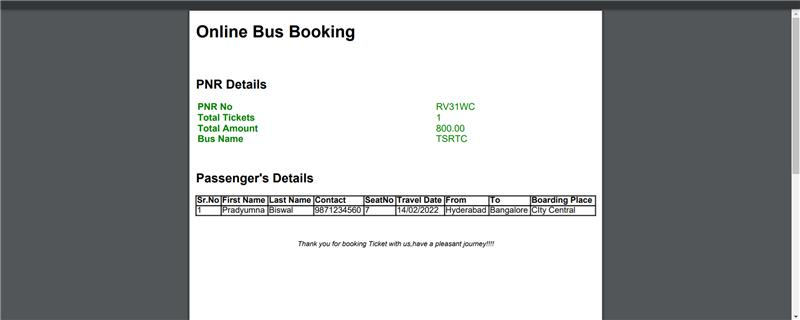 Online Bus Booking
PNR Details
PNR No RV31WC
Total Tickets 1
Total Amount 800.00
Bus Name TSRTC
Passenger's Details
Sr.No First Name Last Name Contact SeatNo Travel Date From To Boarding Place
1 Pradyumna Biswal 9871234560 7 14/02/2022 Hyderabad Bangalore CIty Central
Thank you for booking Ticket with us,have a pleasant journey!!!!